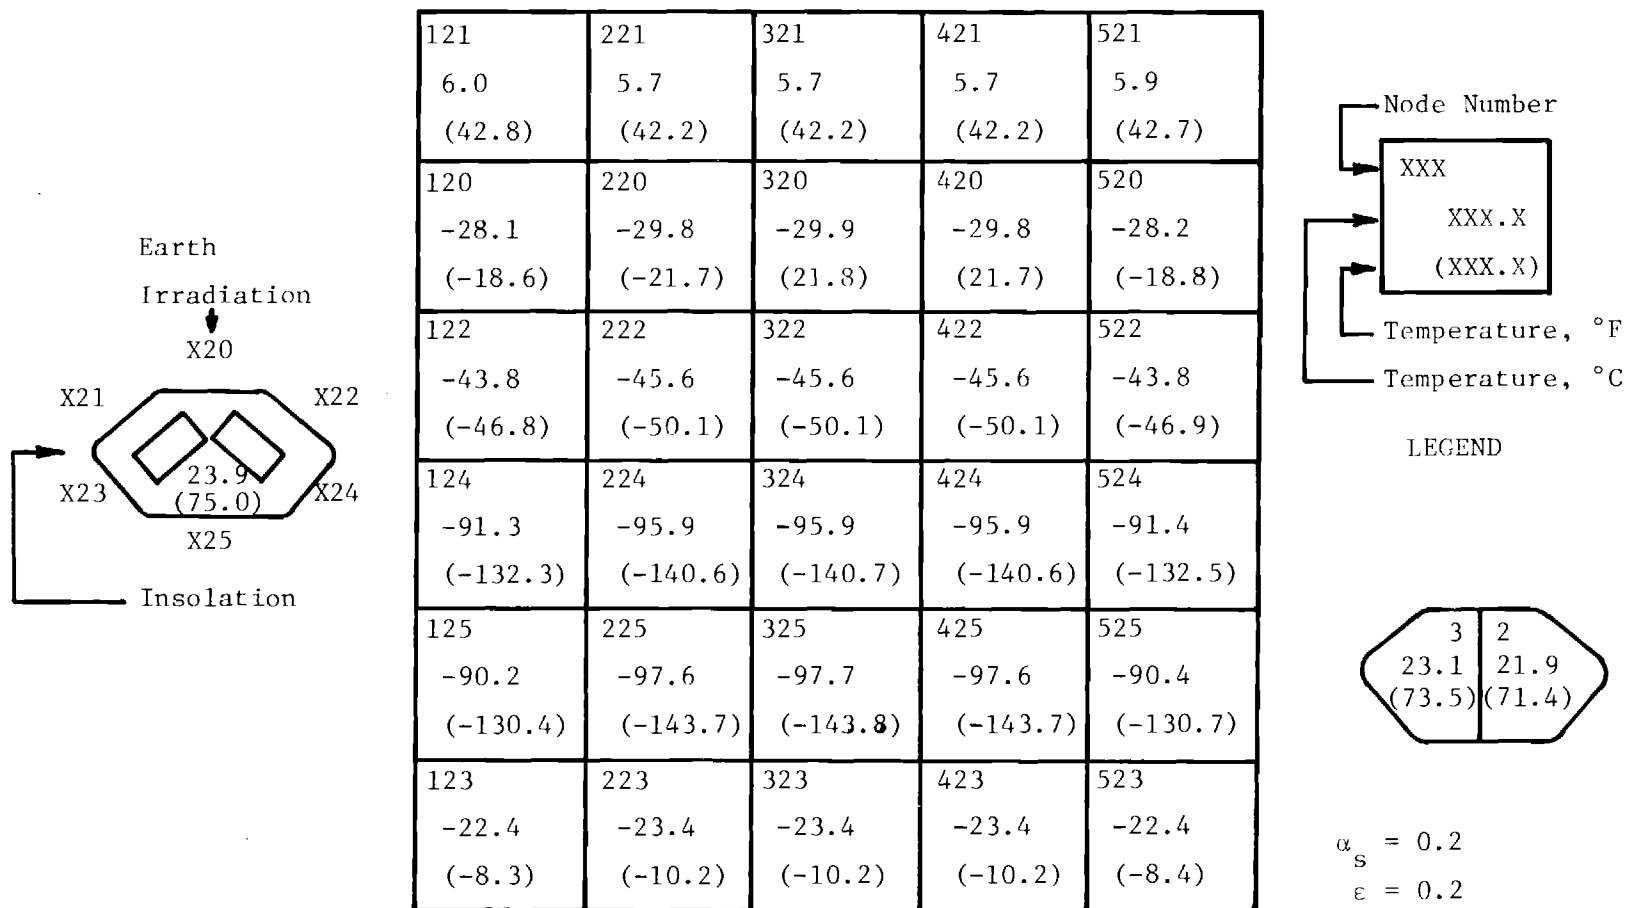 Earth
Irradiation
X20
X21
X22
23.9
(75.0)
X23
X24
X25
Insolation
121 221 321 421 521
6.0 5.7 5.7 5.7 5.9
(42.8) (42.2) (42.2) (42.2) (42.7)
120 220 320 420 520
-28.1 -29.8 -29.9 -29.8 -28.2
(-18.6) (-21.7) (21.8) (21.7) (-18.8)
122 222 322 422 522
-43.8 -45.6 -45.6 -45.6 -43.8
(-46.8) (-50.1) (-50.1) (-50.1) (-46.9)
124 224 324 424 524
-91.3 -95.9 -95.9 -95.9 -91.4
(-132.3) (-140.6) (-140.7) (-140.6) (-132.5)
125 225 325 425 525
-90.2 -97.6 -97.7 -97.6 -90.4
(-130.4) (-143.7) (-143.8) (-143.7) (-130.7)
123 223 323 423 523
-22.4 -23.4 -23.4 -23.4 -22.4
(-8.3) (-10.2) (-10.2) (-10.2) (-8.4)
Node Number
XXX
XXX.X
(XXX.X)
Temperature, °F
Temperature, °C
LEGEND
3 2
23.1 21.9
(73.5) (71.4)
αs = 0.2
ε = 0.2